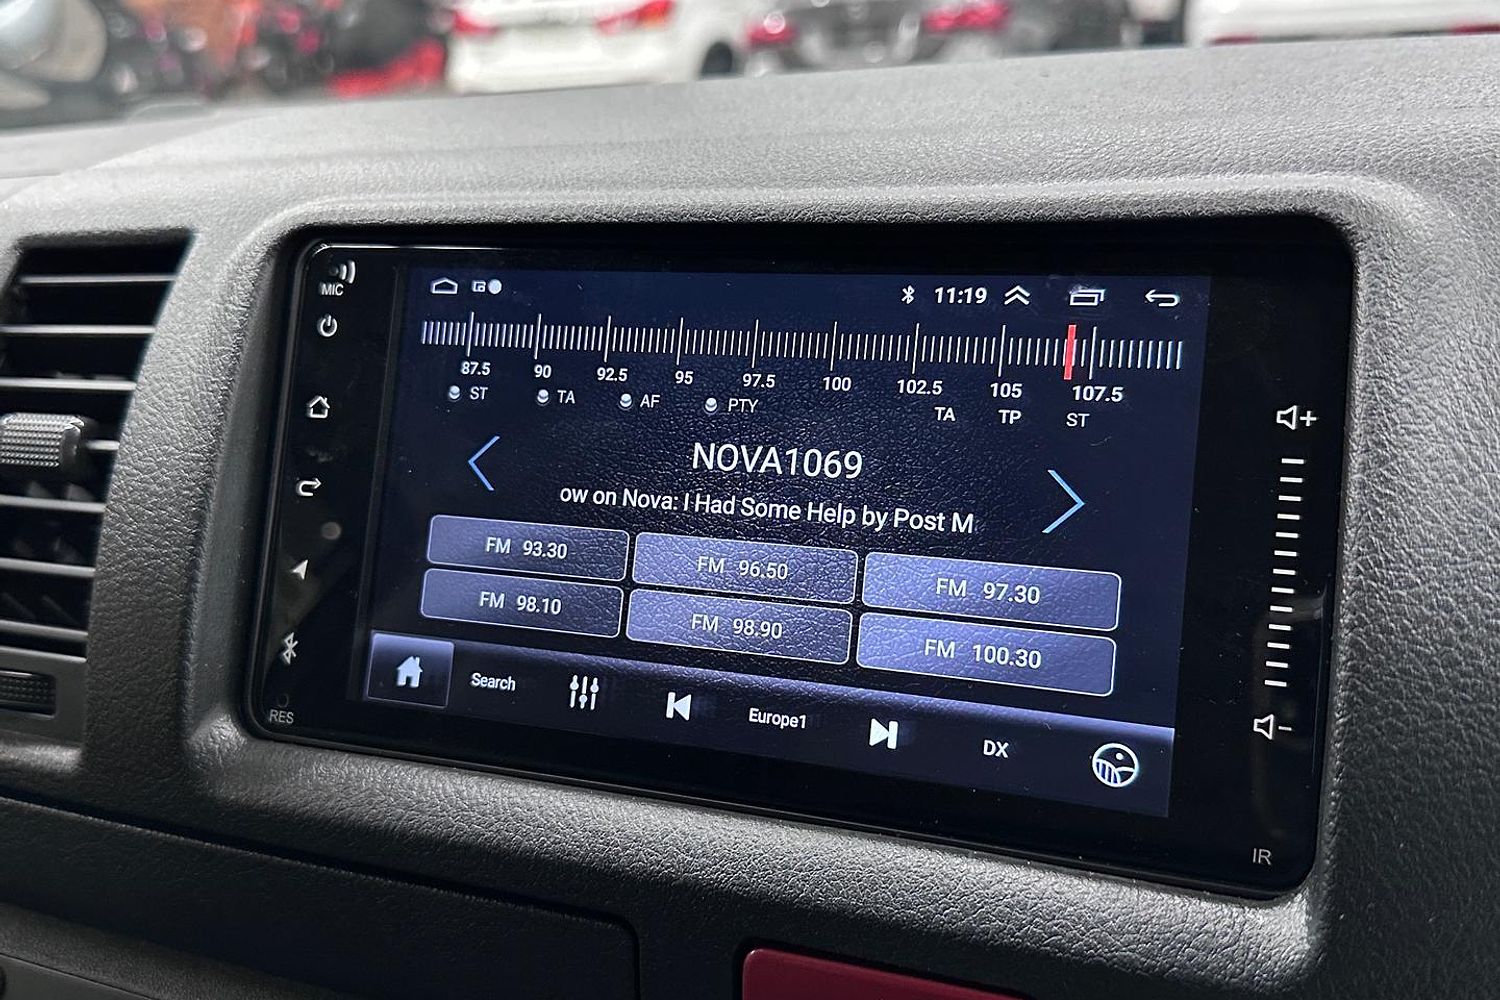 MIC
11:19
87.5 90 92.5 95 97.5 100 102.5 105 107.5
ST TA AF PTY TA TP ST
NOVA1069
ow on Nova: I Had Some Help by Post M
FM 93.30 FM 96.50 FM 97.30
FM 98.10 FM 98.90 FM 100.30
Search Europe1 DX
RES
IR